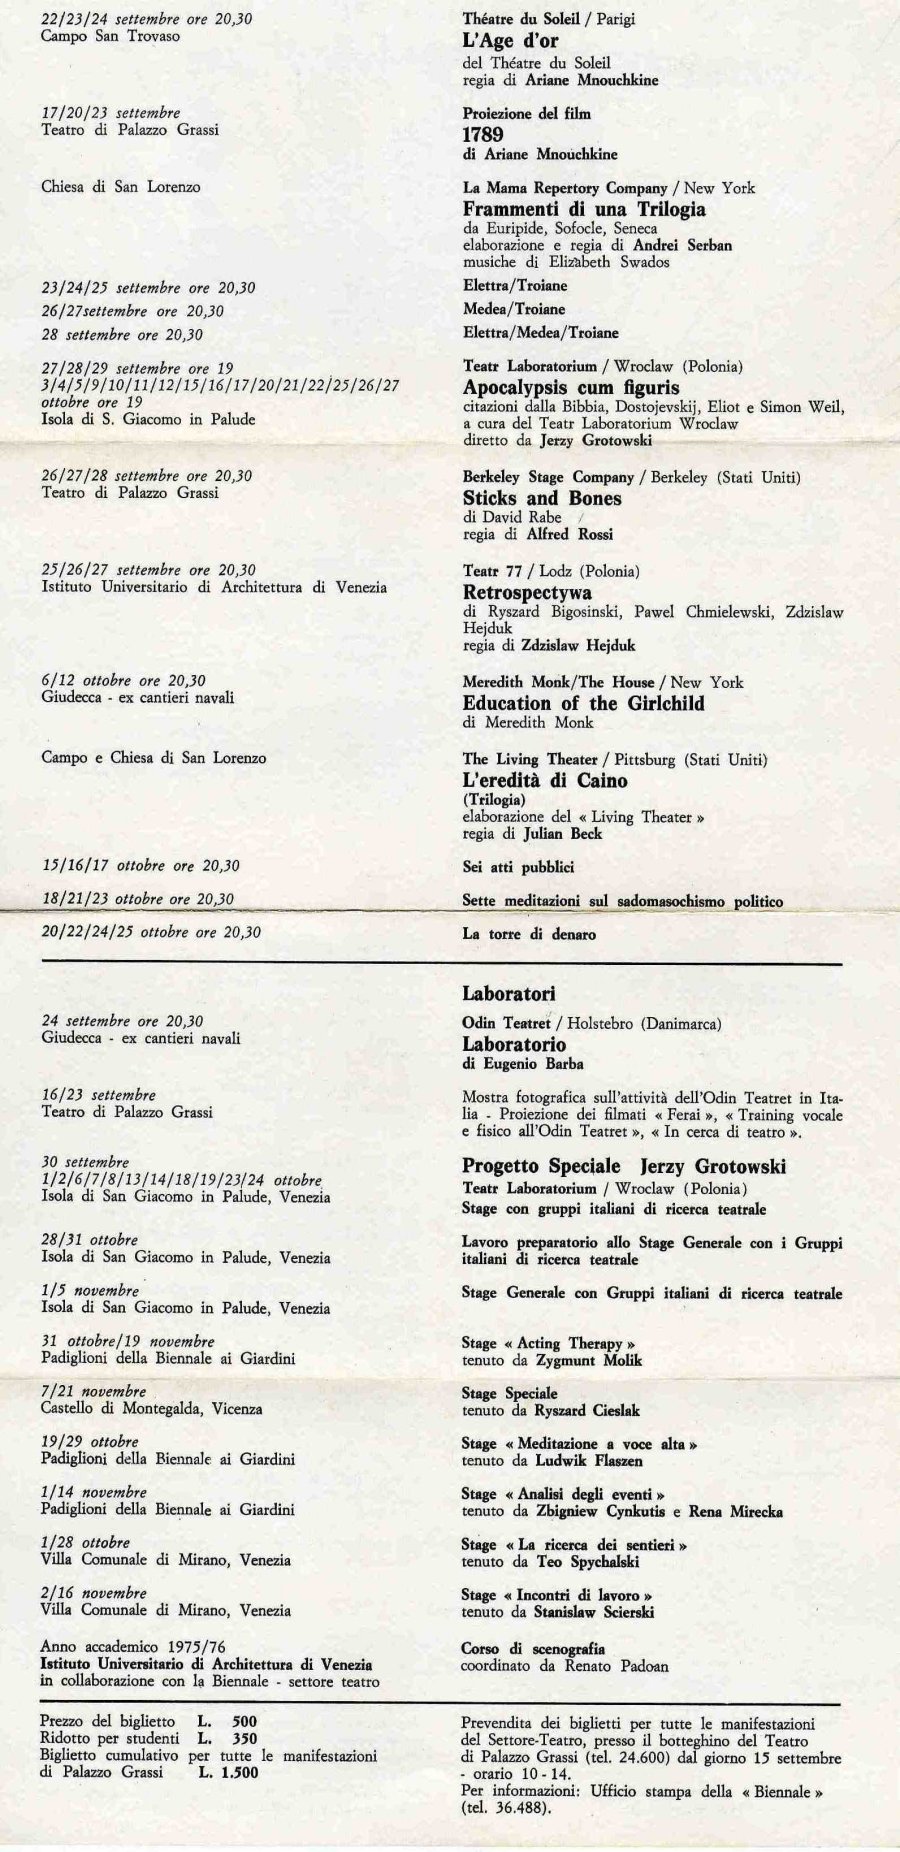 22/23/24 settembre ore 20,30
Campo San Trovaso
Théatre du Soleil / Parigi
L'Age d'or
del Théatre du Soleil
regia di Ariane Mnouchkine
17/20/23 settembre
Teatro di Palazzo Grassi
Proiezione del film
1789
di Ariane Mnouchkine
Chiesa di San Lorenzo
La Mama Repertory Company / New York
Frammenti di una Trilogia
da Euripide, Sofocle, Seneca
elaborazione e regia di Andrei Serban
musiche di Elizabeth Swados
23/24/25 settembre ore 20,30
Elettra/Troiane
26/27settembre ore 20,30
Medea/Troiane
28 settembre ore 20,30
Elettra/Medea/Troiane
27/28/29 settembre ore 19
3/4/5/9/10/11/12/15/16/17/20/21/22/25/26/27
ottobre ore 19
Isola di S. Giacomo in Palude
Teatr Laboratorium / Wroclaw (Polonia)
Apocalypsis cum figuris
citazioni dalla Bibbia, Dostojevskij, Eliot e Simon Weil,
a cura del Teatr Laboratorium Wroclaw
diretto da Jerzy Grotowski
26/27/28 settembre ore 20,30
Teatro di Palazzo Grassi
Berkeley Stage Company / Berkeley (Stati Uniti)
Sticks and Bones
di David Rabe
regia di Alfred Rossi
25/26/27 settembre ore 20,30
Istituto Universitario di Architettura di Venezia
Teatr 77 / Lodz (Polonia)
Retrospectywa
di Ryszard Bigosinski, Pawel Chmielewski, Zdzislaw
Hejduk
regia di Zdzislaw Hejduk
6/12 ottobre ore 20,30
Giudecca - ex cantieri navali
Meredith Monk/The House / New York
Education of the Girlchild
di Meredith Monk
Campo e Chiesa di San Lorenzo
The Living Theater / Pittsburg (Stati Uniti)
L'eredità di Caino
(Trilogia)
elaborazione del « Living Theater »
regia di Julian Beck
15/16/17 ottobre ore 20,30
Sei atti pubblici
18/21/23 ottobre ore 20,30
Sette meditazioni sul sadomasochismo politico
20/22/24/25 ottobre ore 20,30
La torre di denaro
Laboratori
24 settembre ore 20,30
Giudecca - ex cantieri navali
Odin Teatret / Holstebro (Danimarca)
Laboratorio
di Eugenio Barba
16/23 settembre
Teatro di Palazzo Grassi
Mostra fotografica sull'attività dell'Odin Teatret in Ita-
lia - Proiezione dei filmati « Ferai », « Training vocale
e fisico all'Odin Teatret », « In cerca di teatro ».
30 settembre
1/2/6/7/8/13/14/18/19/23/24 ottobre
Isola di San Giacomo in Palude, Venezia
Progetto Speciale Jerzy Grotowski
Teatr Laboratorium / Wroclaw (Polonia)
Stage con gruppi italiani di ricerca teatrale
28/31 ottobre
Isola di San Giacomo in Palude, Venezia
Lavoro preparatorio allo Stage Generale con i Gruppi
italiani di ricerca teatrale
1/5 novembre
Isola di San Giacomo in Palude, Venezia
Stage Generale con Gruppi italiani di ricerca teatrale
31 ottobre/19 novembre
Padiglioni della Biennale ai Giardini
Stage « Acting Therapy »
tenuto da Zygmunt Molik
7/21 novembre
Castello di Montegalda, Vicenza
Stage Speciale
tenuto da Ryszard Cieslak
19/29 ottobre
Padiglioni della Biennale ai Giardini
Stage « Meditazione a voce alta »
tenuto da Ludwik Flaszen
1/14 novembre
Padiglioni della Biennale ai Giardini
Stage « Analisi degli eventi »
tenuto da Zbigniew Cynkutis e Rena Mirecka
1/28 ottobre
Villa Comunale di Mirano, Venezia
Stage « La ricerca dei sentieri »
tenuto da Teo Spychalski
2/16 novembre
Villa Comunale di Mirano, Venezia
Stage « Incontri di lavoro »
tenuto da Stanislaw Scierski
Anno accademico 1975/76
Istituto Universitario di Architettura di Venezia
in collaborazione con la Biennale - settore teatro
Corso di scenografia
coordinato da Renato Padoan
Prezzo del biglietto L. 500
Ridotto per studenti L. 350
Biglietto cumulativo per tutte le manifestazioni
di Palazzo Grassi L. 1.500
Prevendita dei biglietti per tutte le manifestazioni
del Settore-Teatro, presso il botteghino del Teatro
di Palazzo Grassi (tel. 24.600) dal giorno 15 settembre
- orario 10 - 14.
Per informazioni: Ufficio stampa della « Biennale »
(tel. 36.488).